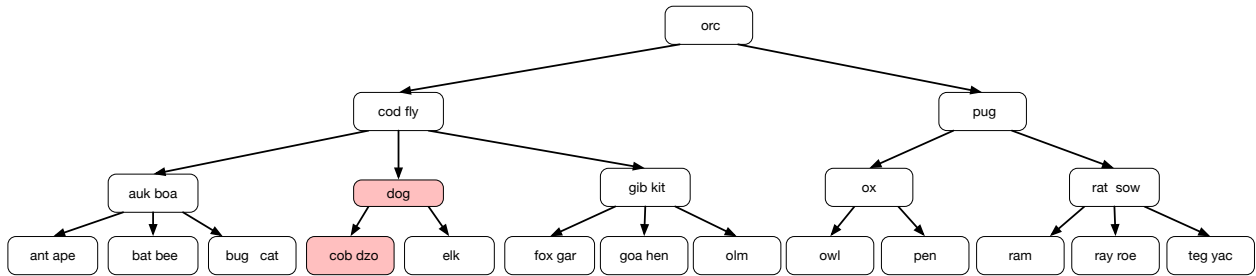 orc
cod fly
pug
auk boa
dog
gib kit
ox
rat sow
ant ape
bat bee
bug cat
cob dzo
elk
fox gar
goa hen
olm
owl
pen
ram
ray roe
teg yac